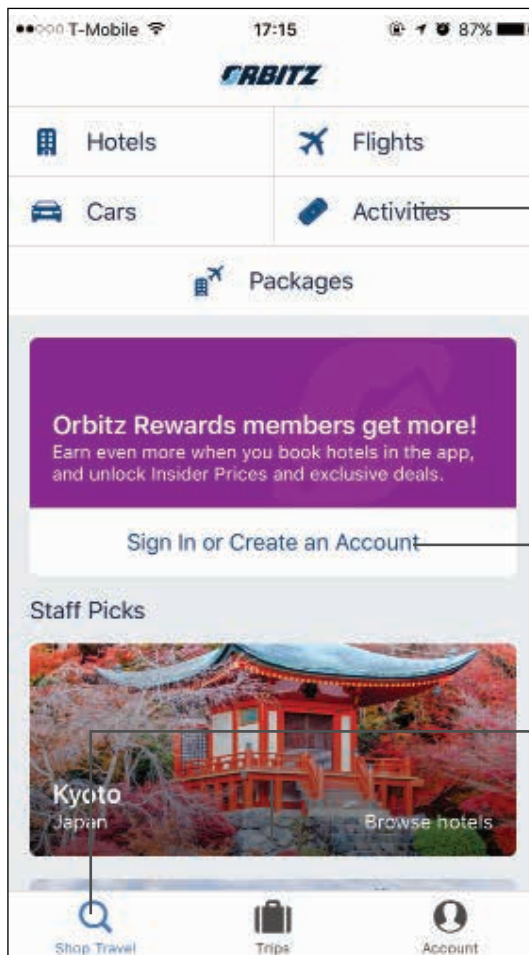 T-Mobile 17:15 87%
ORBITZ
Hotels Flights
Cars Activities
Packages
Orbitz Rewards members get more!
Earn even more when you book hotels in the app,
and unlock Insider Prices and exclusive deals.
Sign In or Create an Account
Staff Picks
Kyoto
Japan Browse hotels
Shop Travel Trips Account